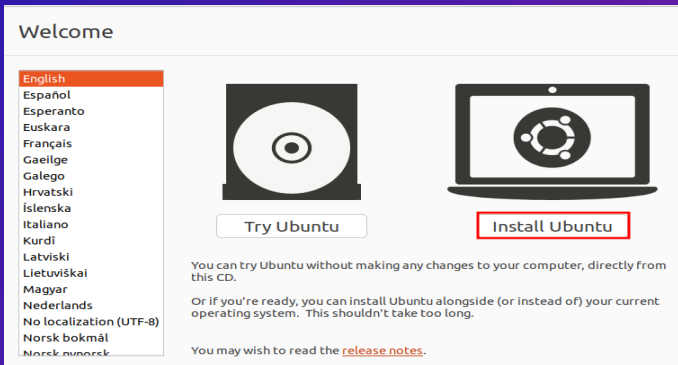 Welcome
English
Español
Esperanto
Euskara
Français
Gaeilge
Galego
Hrvatski
Íslenska
Italiano
Kurdî
Latviski
Lietuviškai
Magyar
Nederlands
No localization (UTF-8)
Norsk bokmål
Norsk nynorsk
Try Ubuntu
Install Ubuntu
You can try Ubuntu without making any changes to your computer, directly from
this CD.
Or if you're ready, you can install Ubuntu alongside (or instead of) your current
operating system. This shouldn't take too long.
You may wish to read the release notes.